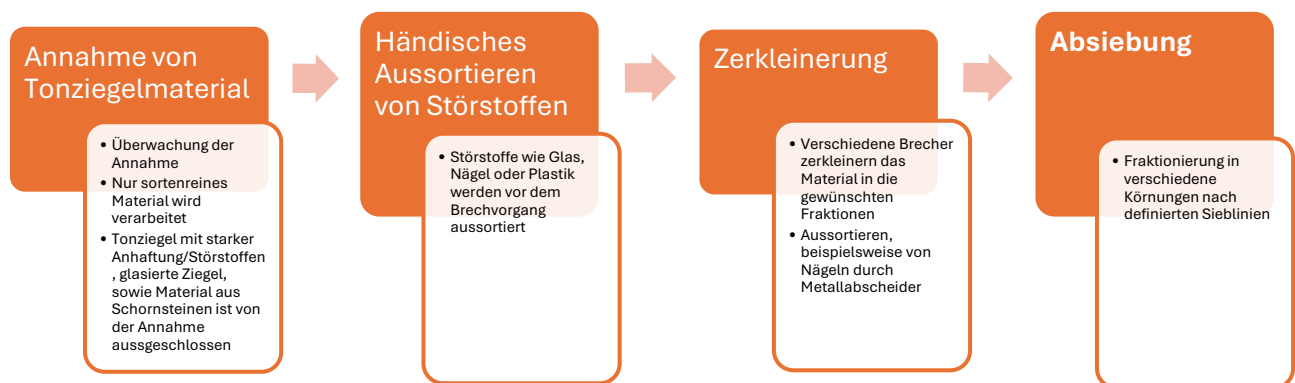 Annahme von
Tonziegelmaterial
• Überwachung der
Annahme
• Nur sortenreines
Material wird
verarbeitet
• Tonziegel mit starker
Anhaftung/Störstoffen
, glasierte Ziegel,
sowie Material aus
Schornsteinen ist von
der Annahme
aussgeschlossen
Händisches
Aussortieren
von Störstoffen
• Störstoffe wie Glas,
Nägel oder Plastik
werden vor dem
Brechvorgang
aussortiert
Zerkleinerung
• Verschiedene Brecher
zerkleinern das
Material in die
gewünschten
Fraktionen
• Aussortieren,
beispielsweise von
Nägeln durch
Metallabscheider
Absiebung
• Fraktionierung in
verschiedene
Körnungen nach
definierten Sieblinien